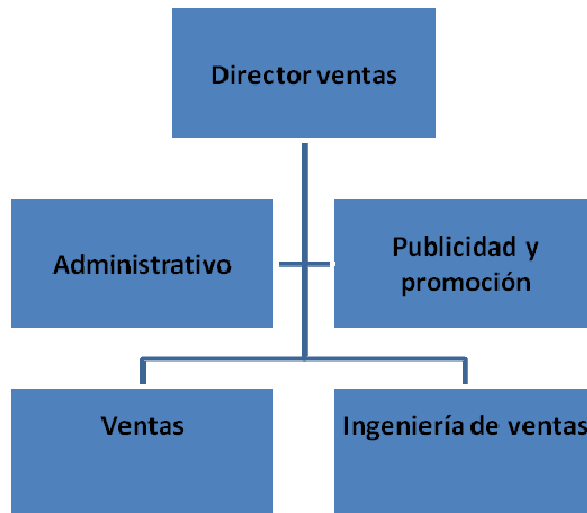 Director ventas
Administrativo
Publicidad y
promoción
Ventas
Ingeniería de ventas